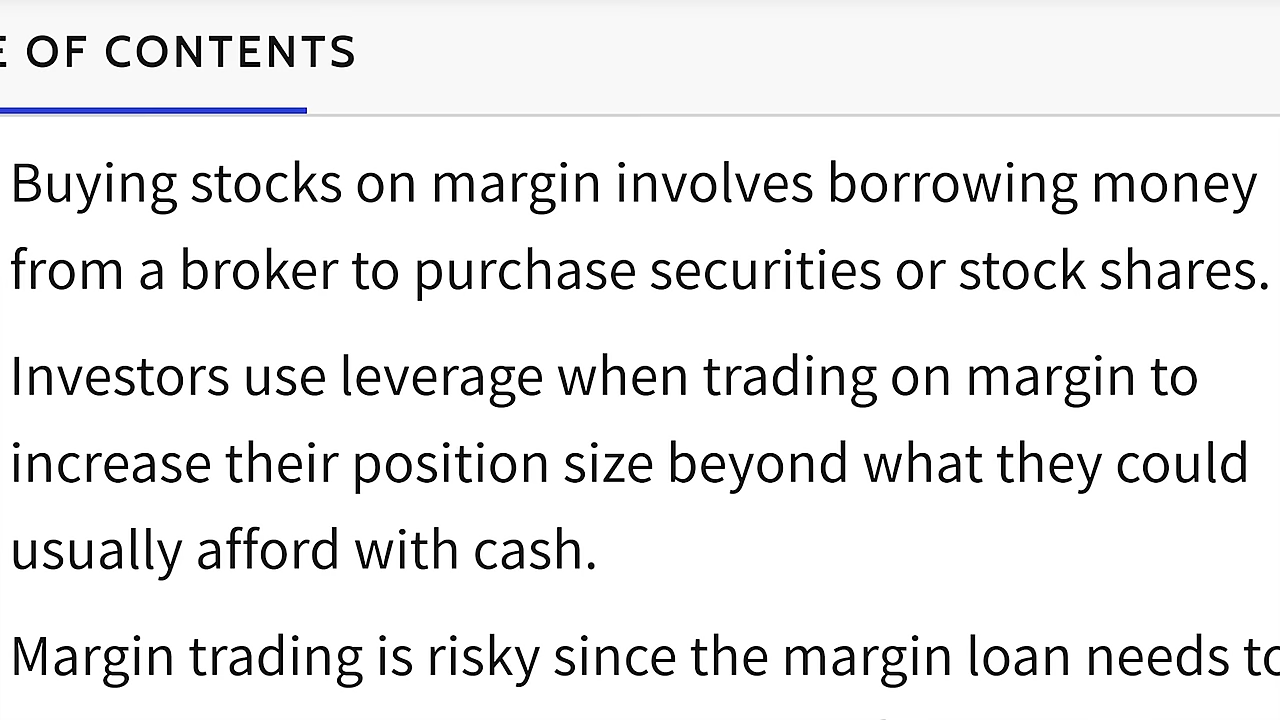 E OF CONTENTS
Buying stocks on margin involves borrowing money
from a broker to purchase securities or stock shares.
Investors use leverage when trading on margin to
increase their position size beyond what they could
usually afford with cash.
Margin trading is risky since the margin loan needs to